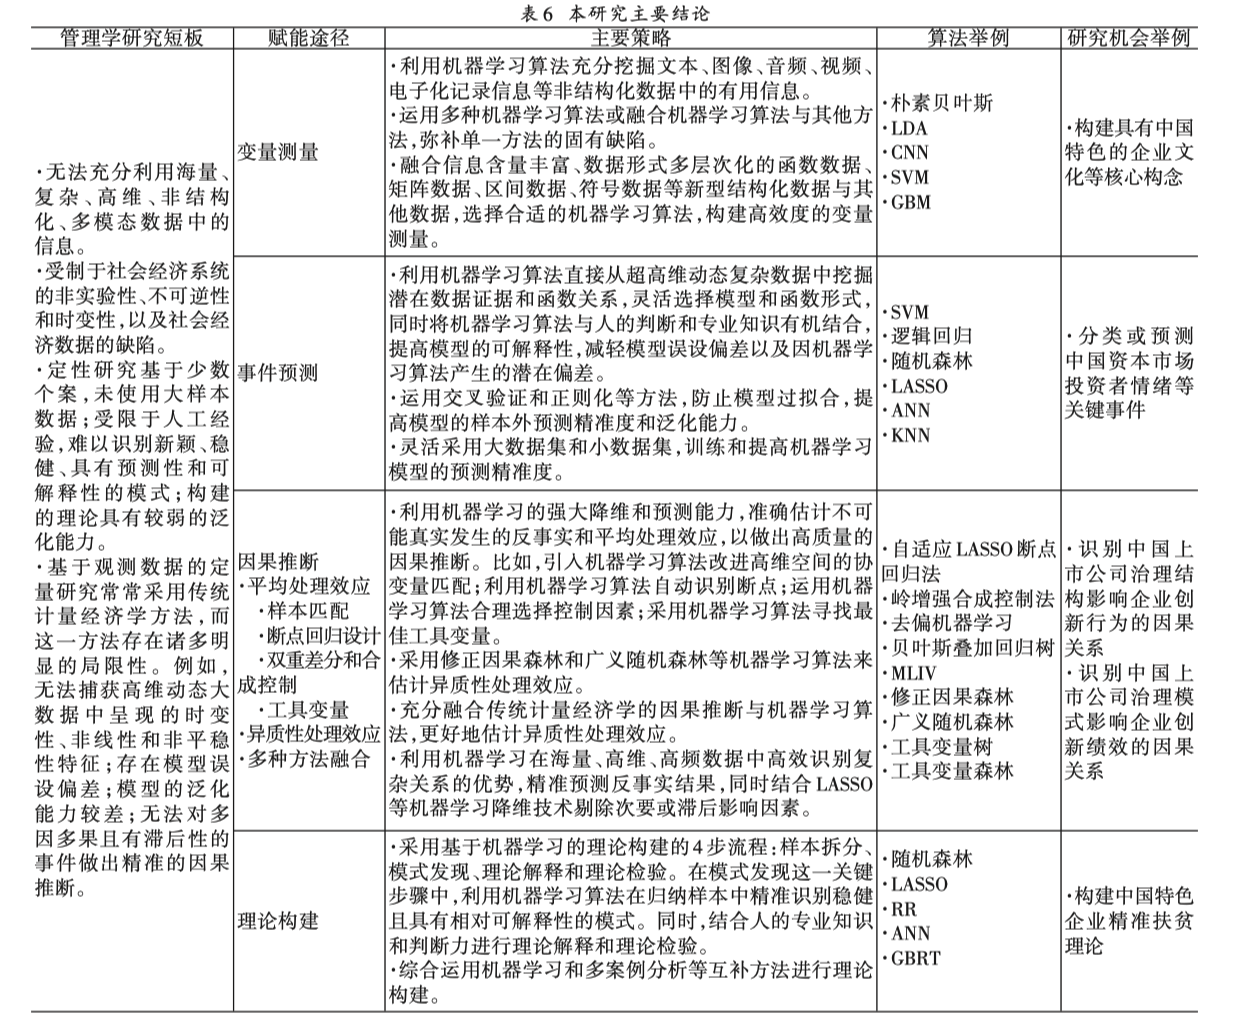 表6 本研究主要结论
管理学研究短板
赋能途径
主要策略
算法举例
研究机会举例
·无法充分利用海量、
复杂、高维、非结构
化、多模态数据中的
信息。
·受制于社会经济系统
的非实验性、不可逆性
和时变性,以及社会经
济数据的缺陷。
·定性研究基于少数
个案,未使用大样本
数据;受限于人工经
验,难以识别新颖、稳
健、具有预测性和可
解释性的模式;构建
的理论具有较弱的泛
化能力。
·基于观测数据的定
量研究常常采用传统
计量经济学方法,而
这一方法存在诸多明
显的局限性。例如,
无法捕获高维动态大
数据中呈现的时变
性、非线性和非平稳
性特征;存在模型误
设偏差;模型的泛化
能力较差;无法对多
因多果且有滞后性的
事件做出精准的因果
推断。
变量测量
·利用机器学习算法充分挖掘文本、图像、音频、视频、
电子化记录信息等非结构化数据中的有用信息。
·运用多种机器学习算法或融合机器学习算法与其他方
法,弥补单一方法的固有缺陷。
·融合信息含量丰富、数据形式多层次化的函数数据、
矩阵数据、区间数据、符号数据等新型结构化数据与其
他数据,选择合适的机器学习算法,构建高效度的变量
测量。
·朴素贝叶斯
·LDA
·CNN
·SVM
·GBM
·构建具有中国
特色的企业文
化等核心构念
事件预测
·利用机器学习算法直接从超高维动态复杂数据中挖掘
潜在数据证据和函数关系,灵活选择模型和函数形式,
同时将机器学习算法与人的判断和专业知识有机结合,
提高模型的可解释性,减轻模型误设偏差以及因机器学
习算法产生的潜在偏差。
·运用交叉验证和正则化等方法,防止模型过拟合,提
高模型的样本外预测精准度和泛化能力。
·灵活采用大数据集和小数据集,训练和提高机器学习
模型的预测精准度。
·SVM
·逻辑回归
·随机森林
·LASSO
·ANN
·KNN
·分类或预测
中国资本市场
投资者情绪等
关键事件
因果推断
·平均处理效应
·样本匹配
·断点回归设计
·双重差分和合
成控制
·工具变量
·异质性处理效应
·多种方法融合
·利用机器学习的强大降维和预测能力,准确估计不可
能真实发生的反事实和平均处理效应,以做出高质量的
因果推断。比如,引入机器学习算法改进高维空间的协
变量匹配;利用机器学习算法自动识别断点;运用机器
学习算法合理选择控制因素;采用机器学习算法寻找最
佳工具变量。
·采用修正因果森林和广义随机森林等机器学习算法来
估计异质性处理效应。
·充分融合传统计量经济学的因果推断与机器学习算
法,更好地估计异质性处理效应。
·利用机器学习在海量、高维、高频数据中高效识别复
杂关系的优势,精准预测反事实结果,同时结合LASSO
等机器学习降维技术剔除次要或滞后影响因素。
·自适应LASSO断点
回归法
·岭增强合成控制法
·去偏机器学习
·贝叶斯叠加回归树
·MLIV
·修正因果森林
·广义随机森林
·工具变量树
·工具变量森林
·识别中国上
市公司治理结
构影响企业创
新行为的因果
关系
·识别中国上
市公司治理模
式影响企业创
新绩效的因果
关系
理论构建
·采用基于机器学习的理论构建的4步流程:样本拆分、
模式发现、理论解释和理论检验。在模式发现这一关键
步骤中,利用机器学习算法在归纳样本中精准识别稳健
且具有相对可解释性的模式。同时,结合人的专业知识
和判断力进行理论解释和理论检验。
·综合运用机器学习和多案例分析等互补方法进行理论
构建。
·随机森林
·LASSO
·RR
·ANN
·GBRT
·构建中国特色
企业精准扶贫
理论